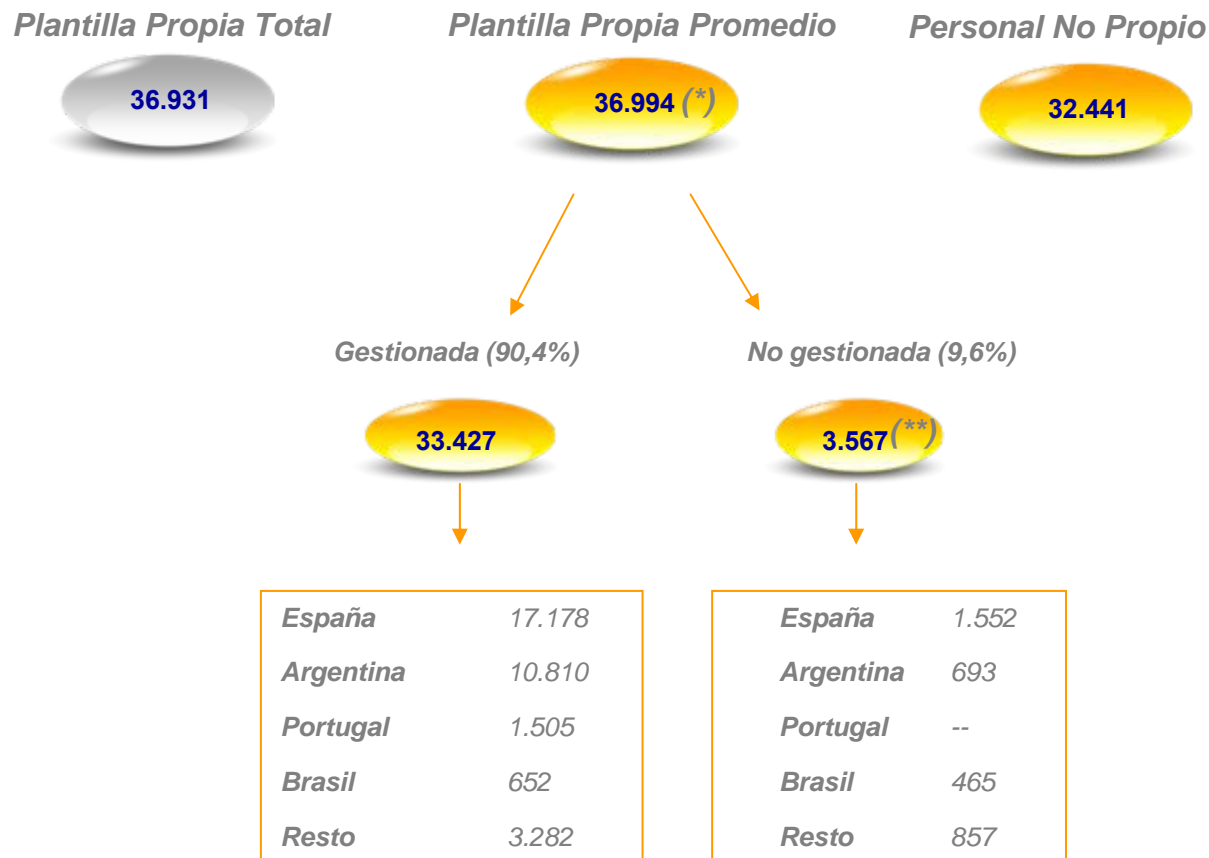 Plantilla Propia Total
Plantilla Propia Promedio
Personal No Propio
36.931
36.994 (*)
32.441
Gestionada (90,4%)
No gestionada (9,6%)
33.427
3.567(**)
España 17.178
Argentina 10.810
Portugal 1.505
Brasil 652
Resto 3.282
España 1.552
Argentina 693
Portugal --
Brasil 465
Resto 857